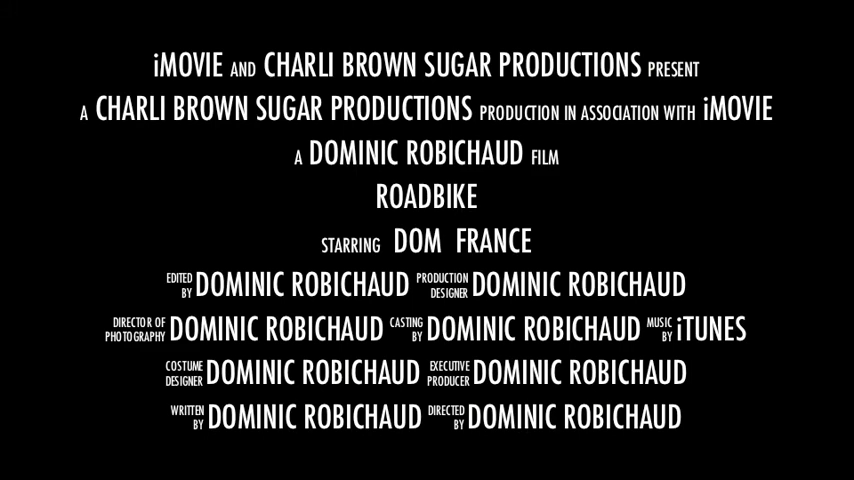 iMOVIE AND CHARLI BROWN SUGAR PRODUCTIONS PRESENT
A CHARLI BROWN SUGAR PRODUCTIONS PRODUCTION IN ASSOCIATION WITH iMOVIE
A DOMINIC ROBICHAUD FILM
ROADBIKE
STARRING DOM FRANCE
EDITED BY DOMINIC ROBICHAUD PRODUCTION DESIGNER DOMINIC ROBICHAUD
DIRECTOR OF PHOTOGRAPHY DOMINIC ROBICHAUD CASTING BY DOMINIC ROBICHAUD MUSIC BY iTUNES
COSTUME DESIGNER DOMINIC ROBICHAUD EXECUTIVE PRODUCER DOMINIC ROBICHAUD
WRITTEN BY DOMINIC ROBICHAUD DIRECTED BY DOMINIC ROBICHAUD